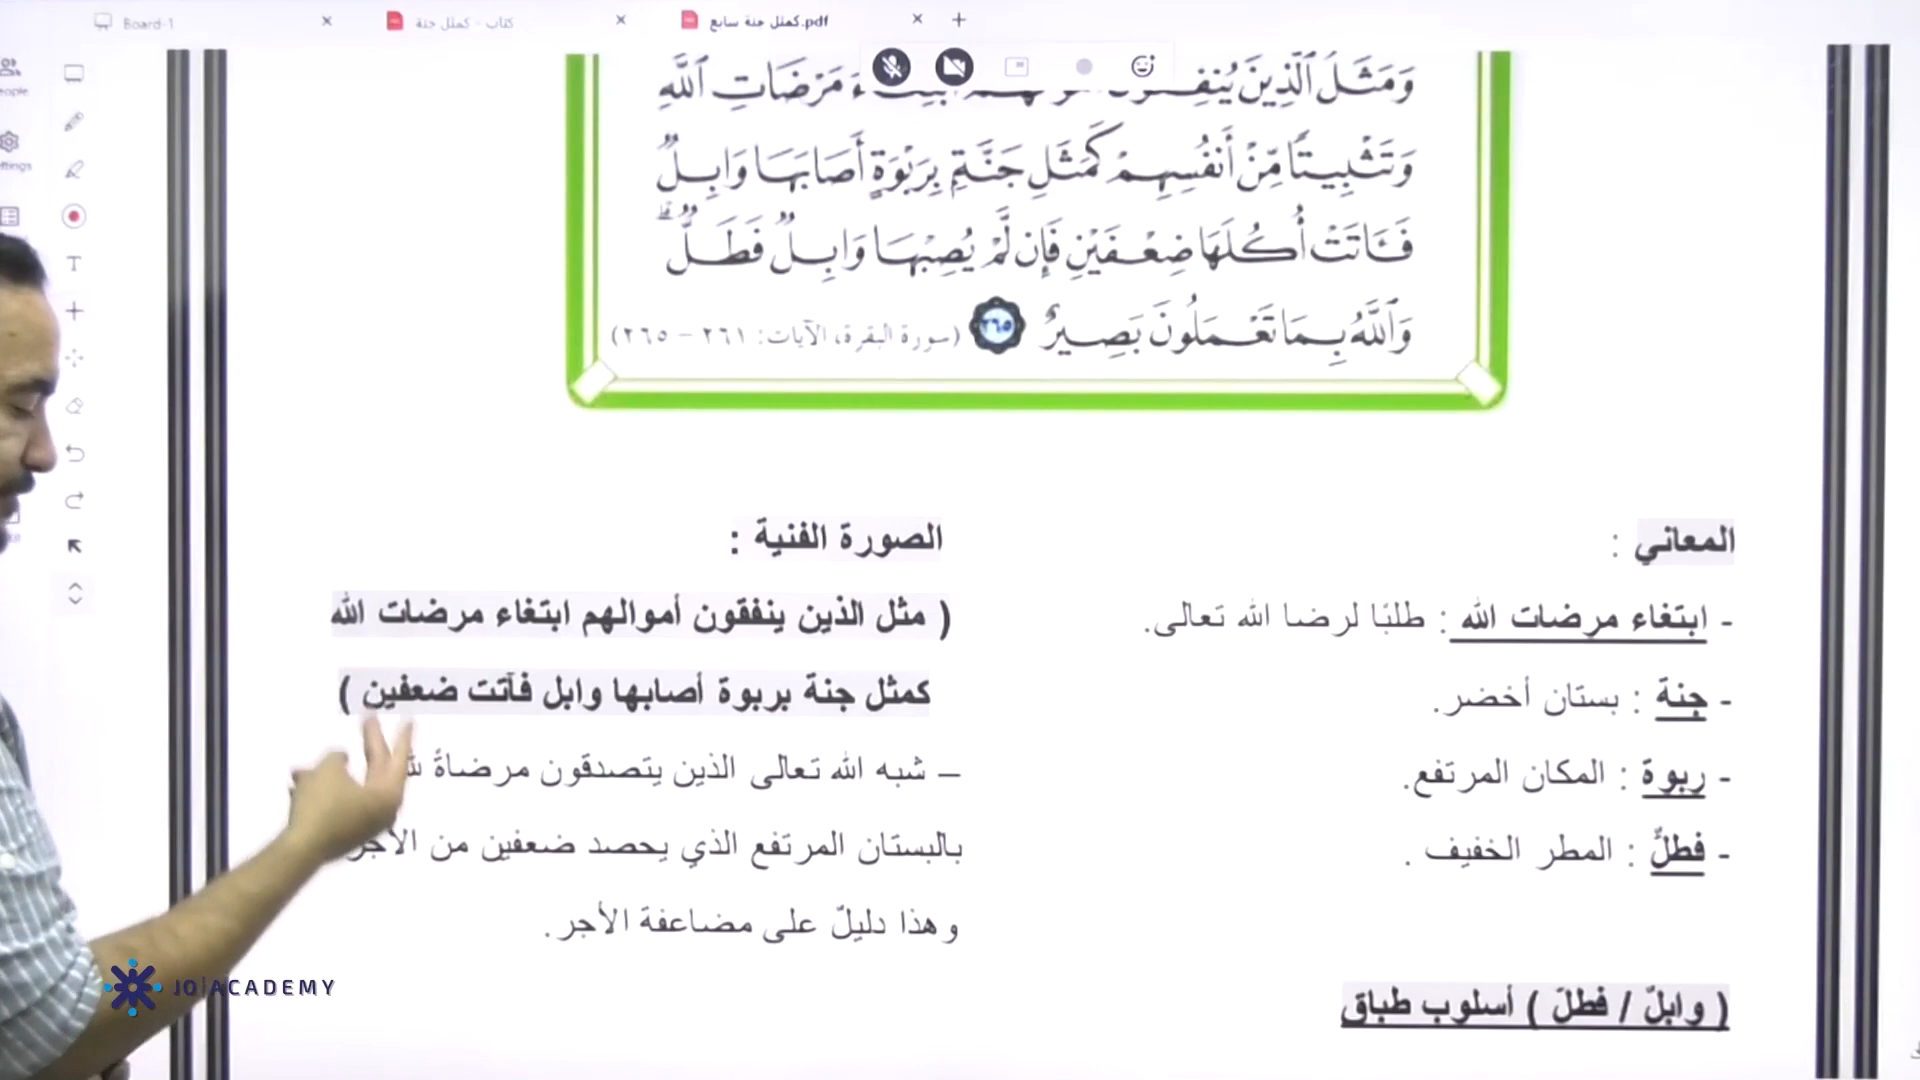 Board-1
كتاب - كمثل جنة
كمثل جنة سابع.pdf
eople
ettings
وَمَثَلُ ٱلَّذِينَ مَرْضَاتِ ٱللَّهِ
وَتَثْبِيتًا مِّنْ أَنفُسِهِمْ كَمَثَلِ جَنَّةٍۭ بِرَبْوَةٍ أَصَابَهَا وَابِلٌ
فَـَٔاتَتْ أُكُلَهَا ضِعْفَيْنِ فَإِن لَّمْ يُصِبْهَا وَابِلٌ فَطَلٌّ ۗ
وَٱللَّهُ بِمَا تَعْمَلُونَ بَصِيرٌ ٢٦٥ (سورة البقرة، الآيات: ٢٦١ – ٢٦٥)
المعاني :
- ابتغاء مرضات الله : طلبًا لرضا الله تعالى.
- جنة : بستان أخضر.
- ربوة : المكان المرتفع.
- فطلٌّ : المطر الخفيف .
الصورة الفنية :
( مثل الذين ينفقون أموالهم ابتغاء مرضات الله
كمثل جنة بربوة أصابها وابل فآتت ضعفين )
– شبه الله تعالى الذين يتصدقون مرضاةً
بالبستان المرتفع الذي يحصد ضعفين من الأجر
وهذا دليلٌ على مضاعفة الأجر.
( وابلٌ / فطلَ ) أسلوب طباق
JO|ACADEMY